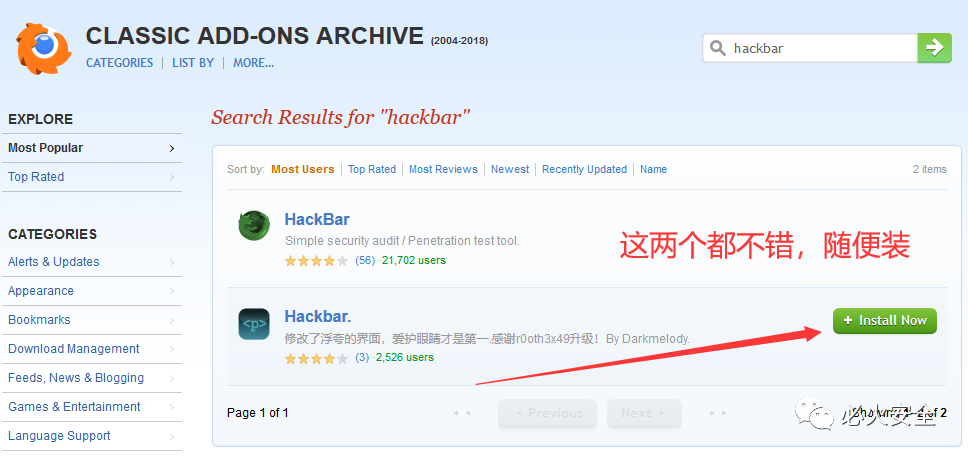 CLASSIC ADD-ONS ARCHIVE (2004-2018)
CATEGORIES | LIST BY | MORE...
hackbar
EXPLORE
Most Popular
Top Rated
CATEGORIES
Alerts & Updates
Appearance
Bookmarks
Download Management
Feeds, News & Blogging
Games & Entertainment
Language Support
Search Results for "hackbar"
Sort by: Most Users | Top Rated | Most Reviews | Newest | Recently Updated | Name
2 items
HackBar
Simple security audit / Penetration test tool.
(56) · 21,702 users
这两个都不错，随便装
Hackbar.
修改了浮夸的界面，爱护眼睛才是第一.感谢r0oth3x49升级！By Darkmelody.
(3) · 2,526 users
+ Install Now
Page 1 of 1
Previous
Next
of 2
必火安全